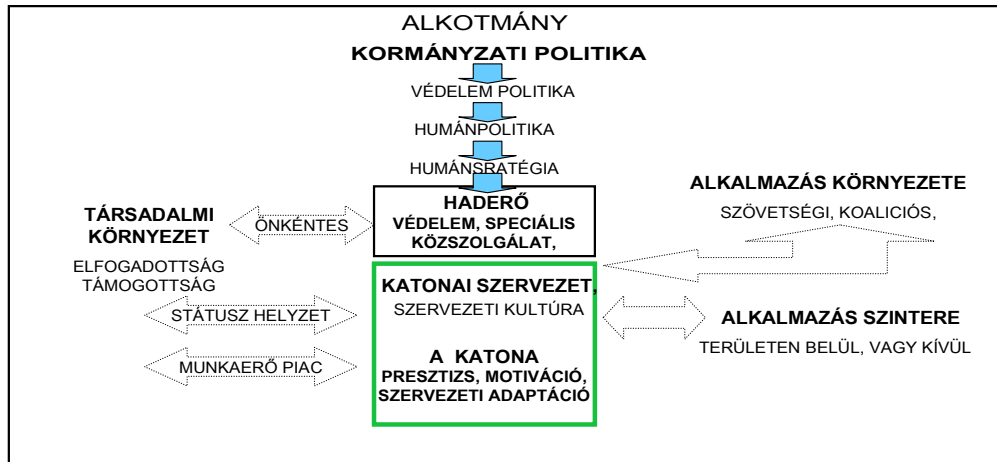 ALKOTMÁNY
KORMÁNYZATI POLITIKA
VÉDELEM POLITIKA
HUMÁNPOLITIKA
HUMÁNSRATÉGIA
HADERŐ
VÉDELEM, SPECIÁLIS
KÖZSZOLGÁLAT,
TÁRSADALMI
KÖRNYEZET
ÖNKÉNTES
ELFOGADOTTSÁG
TÁMOGOTTSÁG
STÁTUSZ HELYZET
MUNKAERŐ PIAC
KATONAI SZERVEZET,
SZERVEZETI KULTÚRA
A KATONA
PRESZTIZS, MOTIVÁCIÓ,
SZERVEZETI ADAPTÁCIÓ
ALKALMAZÁS KÖRNYEZETE
SZÖVETSÉGI, KOALICIÓS,
ALKALMAZÁS SZINTERE
TERÜLETEN BELÜL, VAGY KÍVÜL